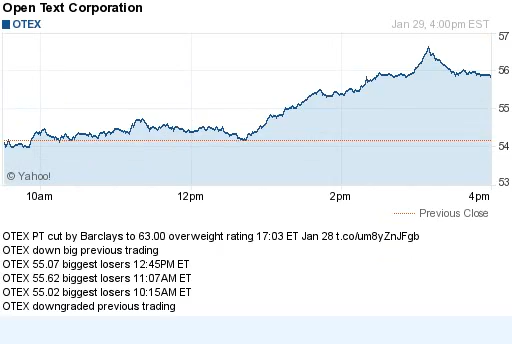 Open Text Corporation
OTEX
Jan 29, 4:00pm EST
57
56
55
54
53
© Yahoo!
10am
12pm
2pm
4pm
Previous Close
OTEX PT cut by Barclays to 63.00 overweight rating 17:03 ET Jan 28 t.co/um8yZnJFgb
OTEX down big previous trading
OTEX 55.07 biggest losers 12:45PM ET
OTEX 55.62 biggest losers 11:07AM ET
OTEX 55.02 biggest losers 10:15AM ET
OTEX downgraded previous trading